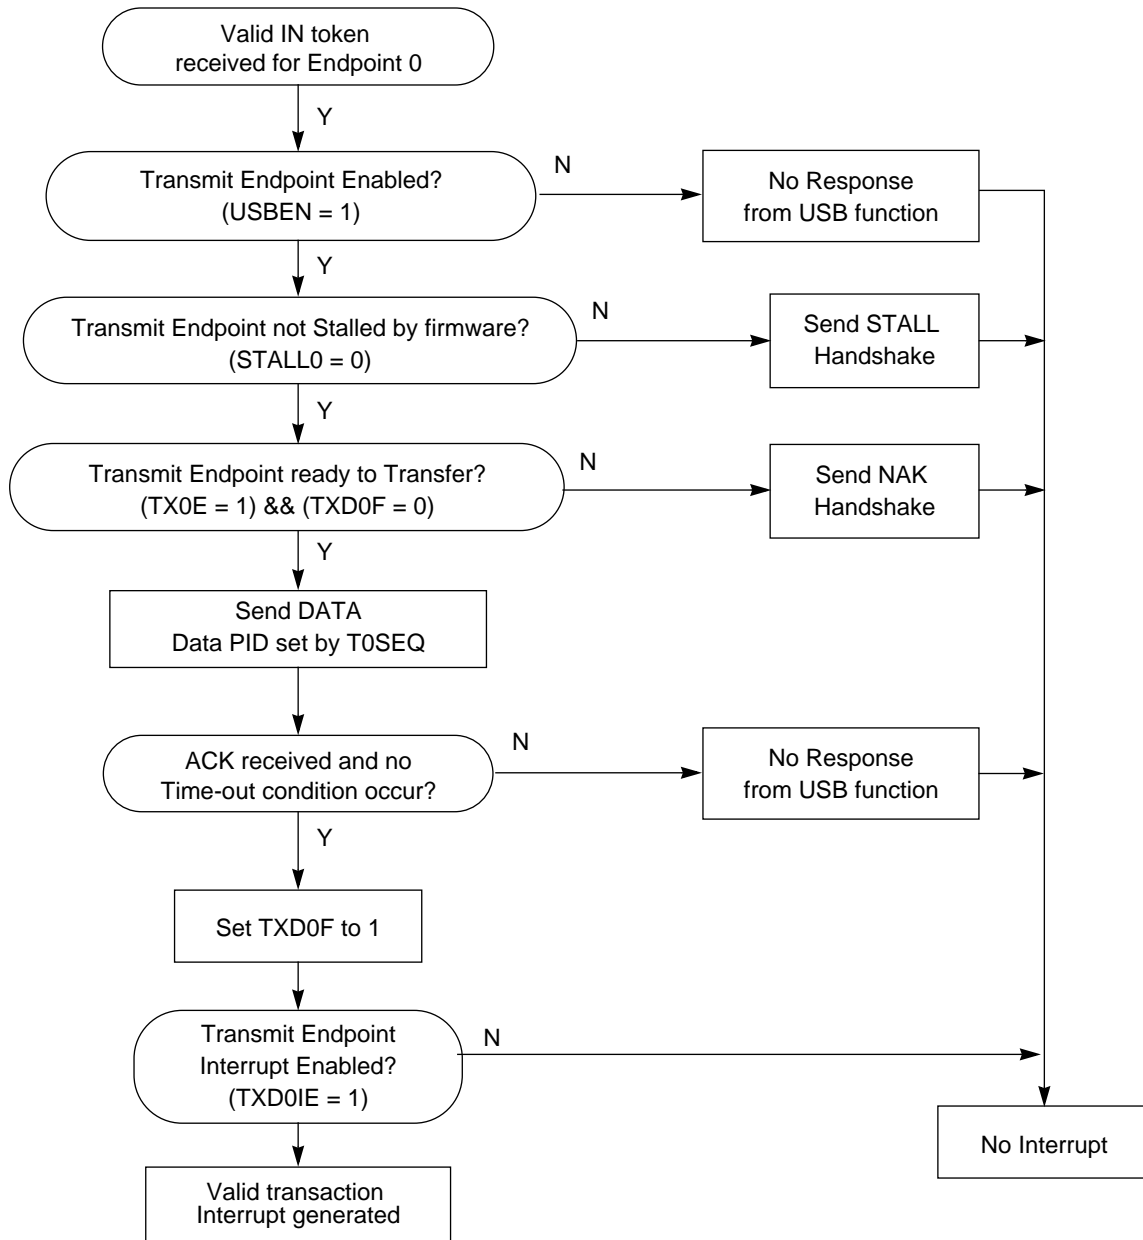 Valid IN token
received for Endpoint 0
Y
Transmit Endpoint Enabled?
(USBEN = 1)
N
No Response
from USB function
Y
Transmit Endpoint not Stalled by firmware?
(STALL0 = 0)
N
Send STALL
Handshake
Y
Transmit Endpoint ready to Transfer?
(TX0E = 1) && (TXD0F = 0)
N
Send NAK
Handshake
Y
Send DATA
Data PID set by T0SEQ
ACK received and no
Time-out condition occur?
N
No Response
from USB function
Y
Set TXD0F to 1
Transmit Endpoint
Interrupt Enabled?
(TXD0IE = 1)
N
No Interrupt
Valid transaction
Interrupt generated